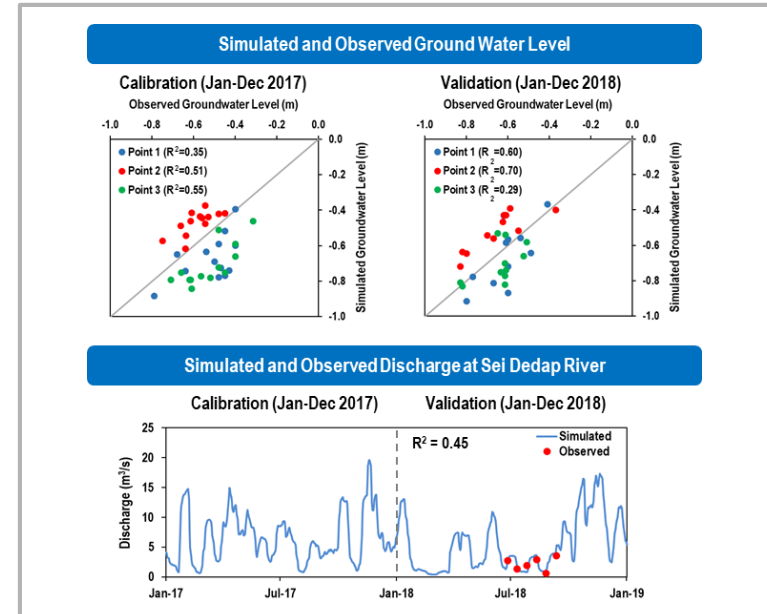 Simulated and Observed Ground Water Level
Calibration (Jan-Dec 2017)
Observed Groundwater Level (m)
-1.0 -0.8 -0.6 -0.4 -0.2 0.0
Point 1 (R²=0.35)
Point 2 (R²=0.51)
Point 3 (R²=0.55)
0.0
-0.2
-0.4
-0.6
-0.8
-1.0
Simulated Groundwater Level (m)
Validation (Jan-Dec 2018)
Observed Groundwater Level (m)
-1.0 -0.8 -0.6 -0.4 -0.2 0.0
Point 1 (R2=0.60)
Point 2 (R2=0.70)
Point 3 (R2=0.29)
0.0
-0.2
-0.4
-0.6
-0.8
-1.0
Simulated Groundwater Level (m)
Simulated and Observed Discharge at Sei Dedap River
Calibration (Jan-Dec 2017)
Validation (Jan-Dec 2018)
Discharge (m³/s)
25
20
15
10
5
0
R² = 0.45
Simulated
Observed
Jan-17 Jul-17 Jan-18 Jul-18 Jan-19